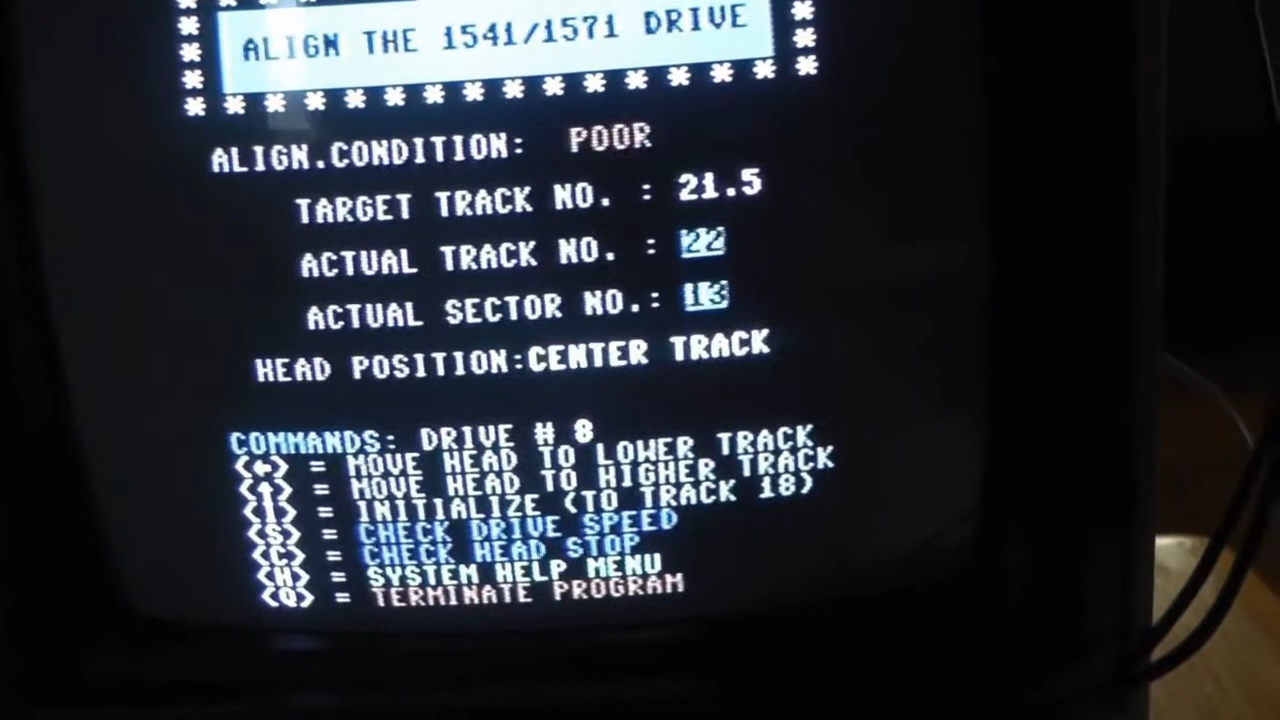 ALIGN THE 1541/1571 DRIVE
* * * * * * * * * * * * * * * *
ALIGN.CONDITION: POOR
TARGET TRACK NO. : 21.5
ACTUAL TRACK NO. : 22
ACTUAL SECTOR NO.: 13
HEAD POSITION:CENTER TRACK
COMMANDS: DRIVE # 8
<←> = MOVE HEAD TO LOWER TRACK
<↑> = MOVE HEAD TO HIGHER TRACK
<I> = INITIALIZE (TO TRACK 18)
<S> = CHECK DRIVE SPEED
<C> = CHECK HEAD STOP
<H> = SYSTEM HELP MENU
<Q> = TERMINATE PROGRAM